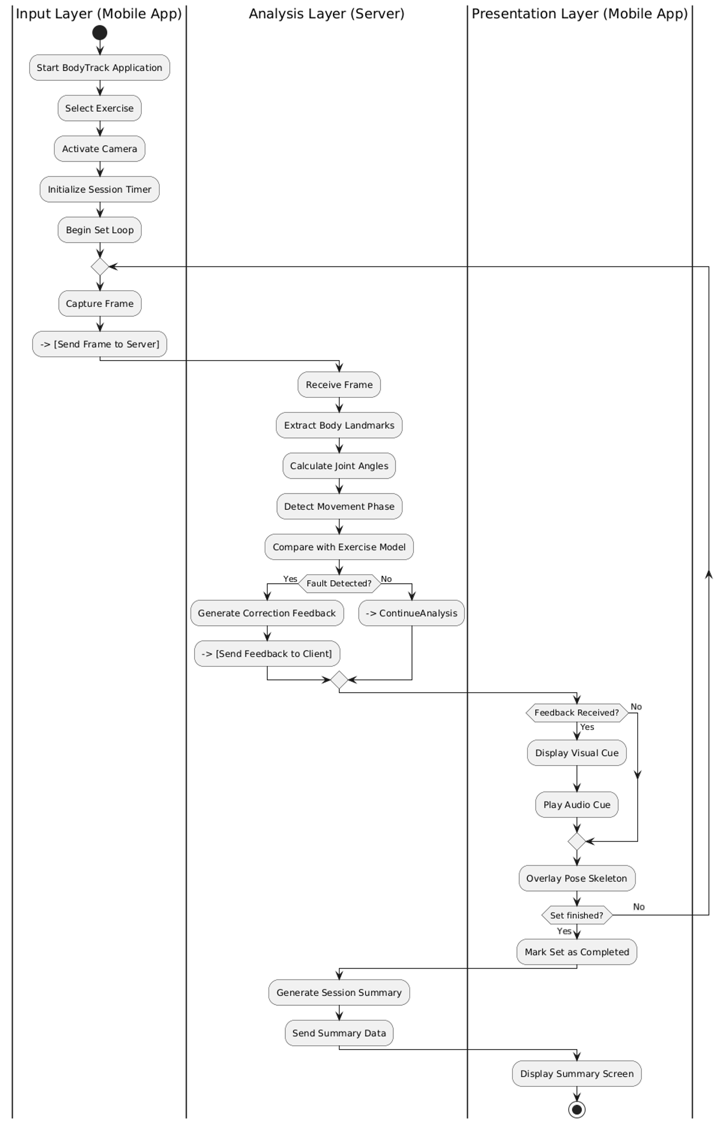 Input Layer (Mobile App)
Analysis Layer (Server)
Presentation Layer (Mobile App)
Start BodyTrack Application
Select Exercise
Activate Camera
Initialize Session Timer
Begin Set Loop
Capture Frame
-> [Send Frame to Server]
Receive Frame
Extract Body Landmarks
Calculate Joint Angles
Detect Movement Phase
Compare with Exercise Model
Yes
Fault Detected?
No
Generate Correction Feedback
-> ContinueAnalysis
-> [Send Feedback to Client]
Feedback Received?
No
Yes
Display Visual Cue
Play Audio Cue
Overlay Pose Skeleton
Set finished?
No
Yes
Mark Set as Completed
Generate Session Summary
Send Summary Data
Display Summary Screen